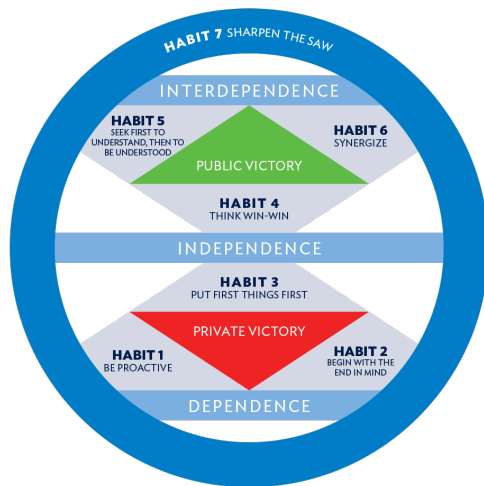 HABIT 7 SHARPEN THE SAW
INTERDEPENDENCE
HABIT 5
SEEK FIRST TO
UNDERSTAND, THEN TO
BE UNDERSTOOD
HABIT 6
SYNERGIZE
PUBLIC VICTORY
HABIT 4
THINK WIN-WIN
INDEPENDENCE
HABIT 3
PUT FIRST THINGS FIRST
PRIVATE VICTORY
HABIT 1
BE PROACTIVE
HABIT 2
BEGIN WITH THE
END IN MIND
DEPENDENCE